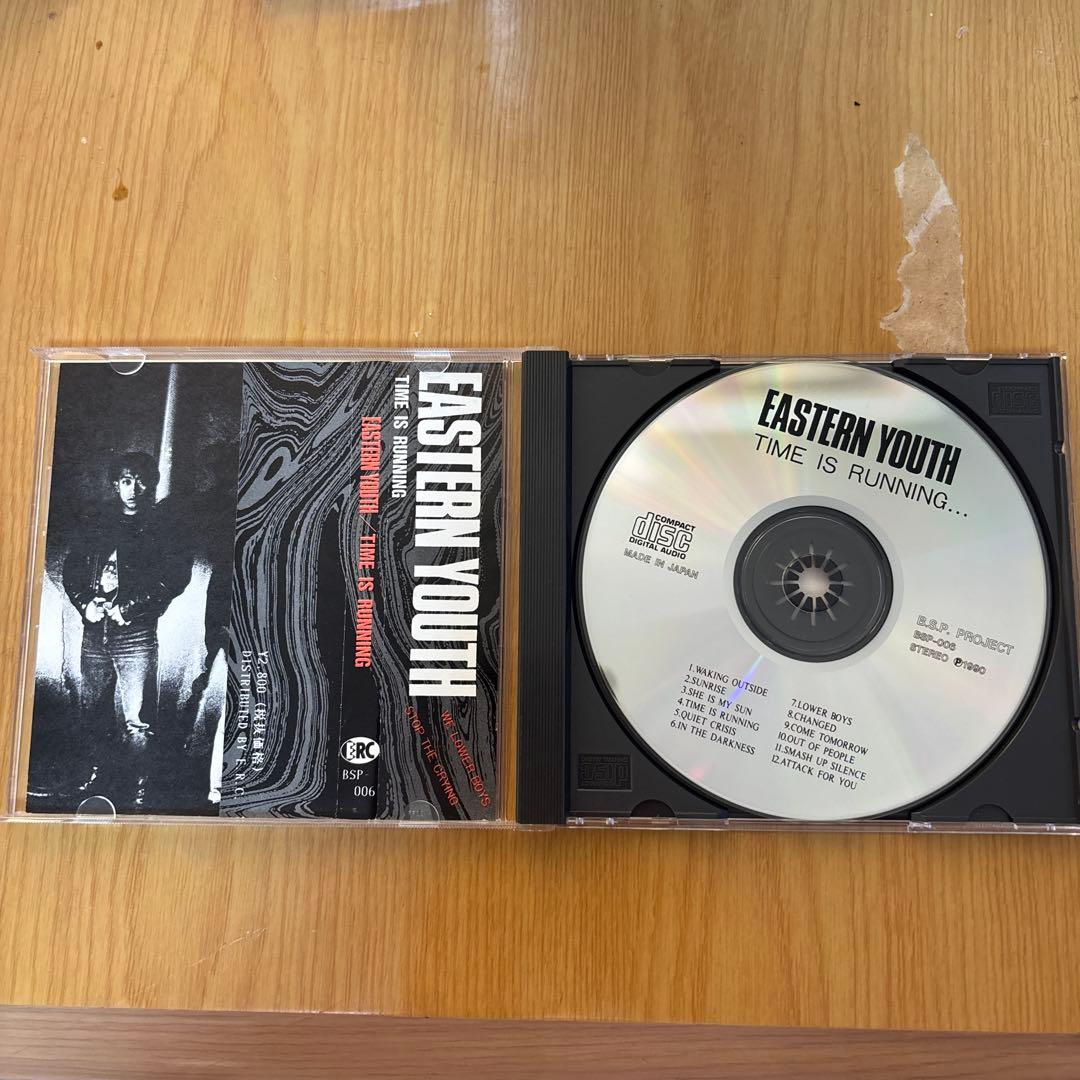 EASTERN YOUTH
TIME IS RUNNING
EASTERN YOUTH / TIME IS RUNNING
WE LOWER BOYS
STOP THE CRYING
ERC
BSP
006
¥2,800 (税抜価格)
DISTRIBUTED BY E.R.C.
EASTERN YOUTH
TIME IS RUNNING...
COMPACT
disc
DIGITAL AUDIO
MADE IN JAPAN
E.S.P. PROJECT
BSP-006
STEREO Ⓟ1990
1.WAKING OUTSIDE
2.SUNRISE
3.SHE IS MY SUN
4.TIME IS RUNNING
5.QUIET CRISIS
6.IN THE DARKNESS
7.LOWER BOYS
8.CHANGED
9.COME TOMORROW
10.OUT OF PEOPLE
11.SMASH UP SILENCE
12.ATTACK FOR YOU